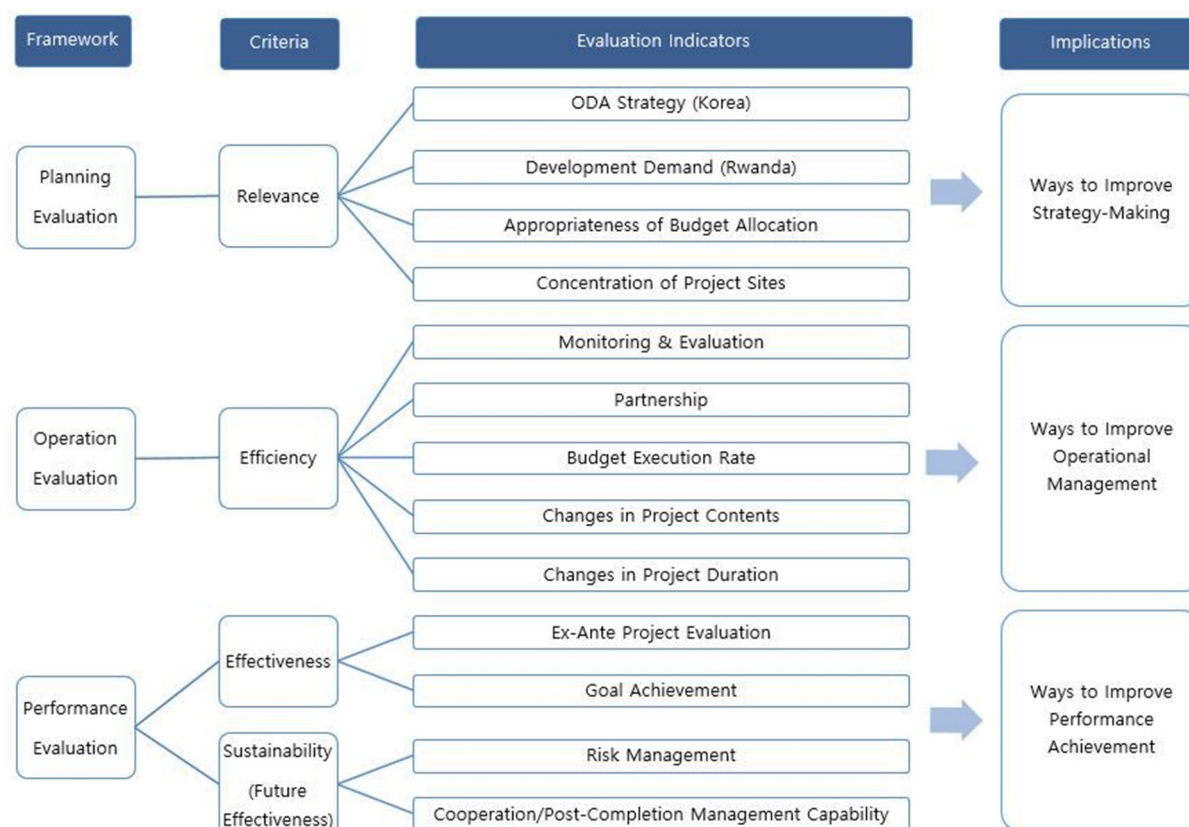 Framework
Criteria
Evaluation Indicators
Implications
Planning
Evaluation
Relevance
ODA Strategy (Korea)
Development Demand (Rwanda)
Appropriateness of Budget Allocation
Concentration of Project Sites
Ways to Improve
Strategy-Making
Operation
Evaluation
Efficiency
Monitoring & Evaluation
Partnership
Budget Execution Rate
Changes in Project Contents
Changes in Project Duration
Ways to Improve
Operational
Management
Performance
Evaluation
Effectiveness
Ex-Ante Project Evaluation
Goal Achievement
Sustainability
(Future
Effectiveness)
Risk Management
Cooperation/Post-Completion Management Capability
Ways to Improve
Performance
Achievement